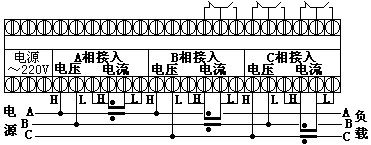 电源 A相接入 B相接入 C相接入
～220V 电压 电流 电压 电流 电压 电流
H L H L H L H L H L H L
电源 A B C
A B C 负载